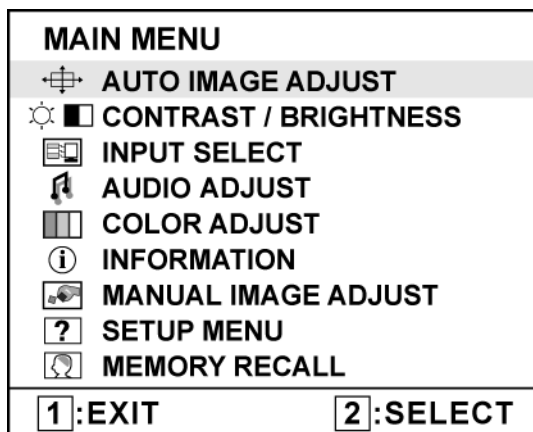 MAIN MENU
AUTO IMAGE ADJUST
CONTRAST / BRIGHTNESS
INPUT SELECT
AUDIO ADJUST
COLOR ADJUST
i INFORMATION
MANUAL IMAGE ADJUST
? SETUP MENU
MEMORY RECALL
1:EXIT 2:SELECT